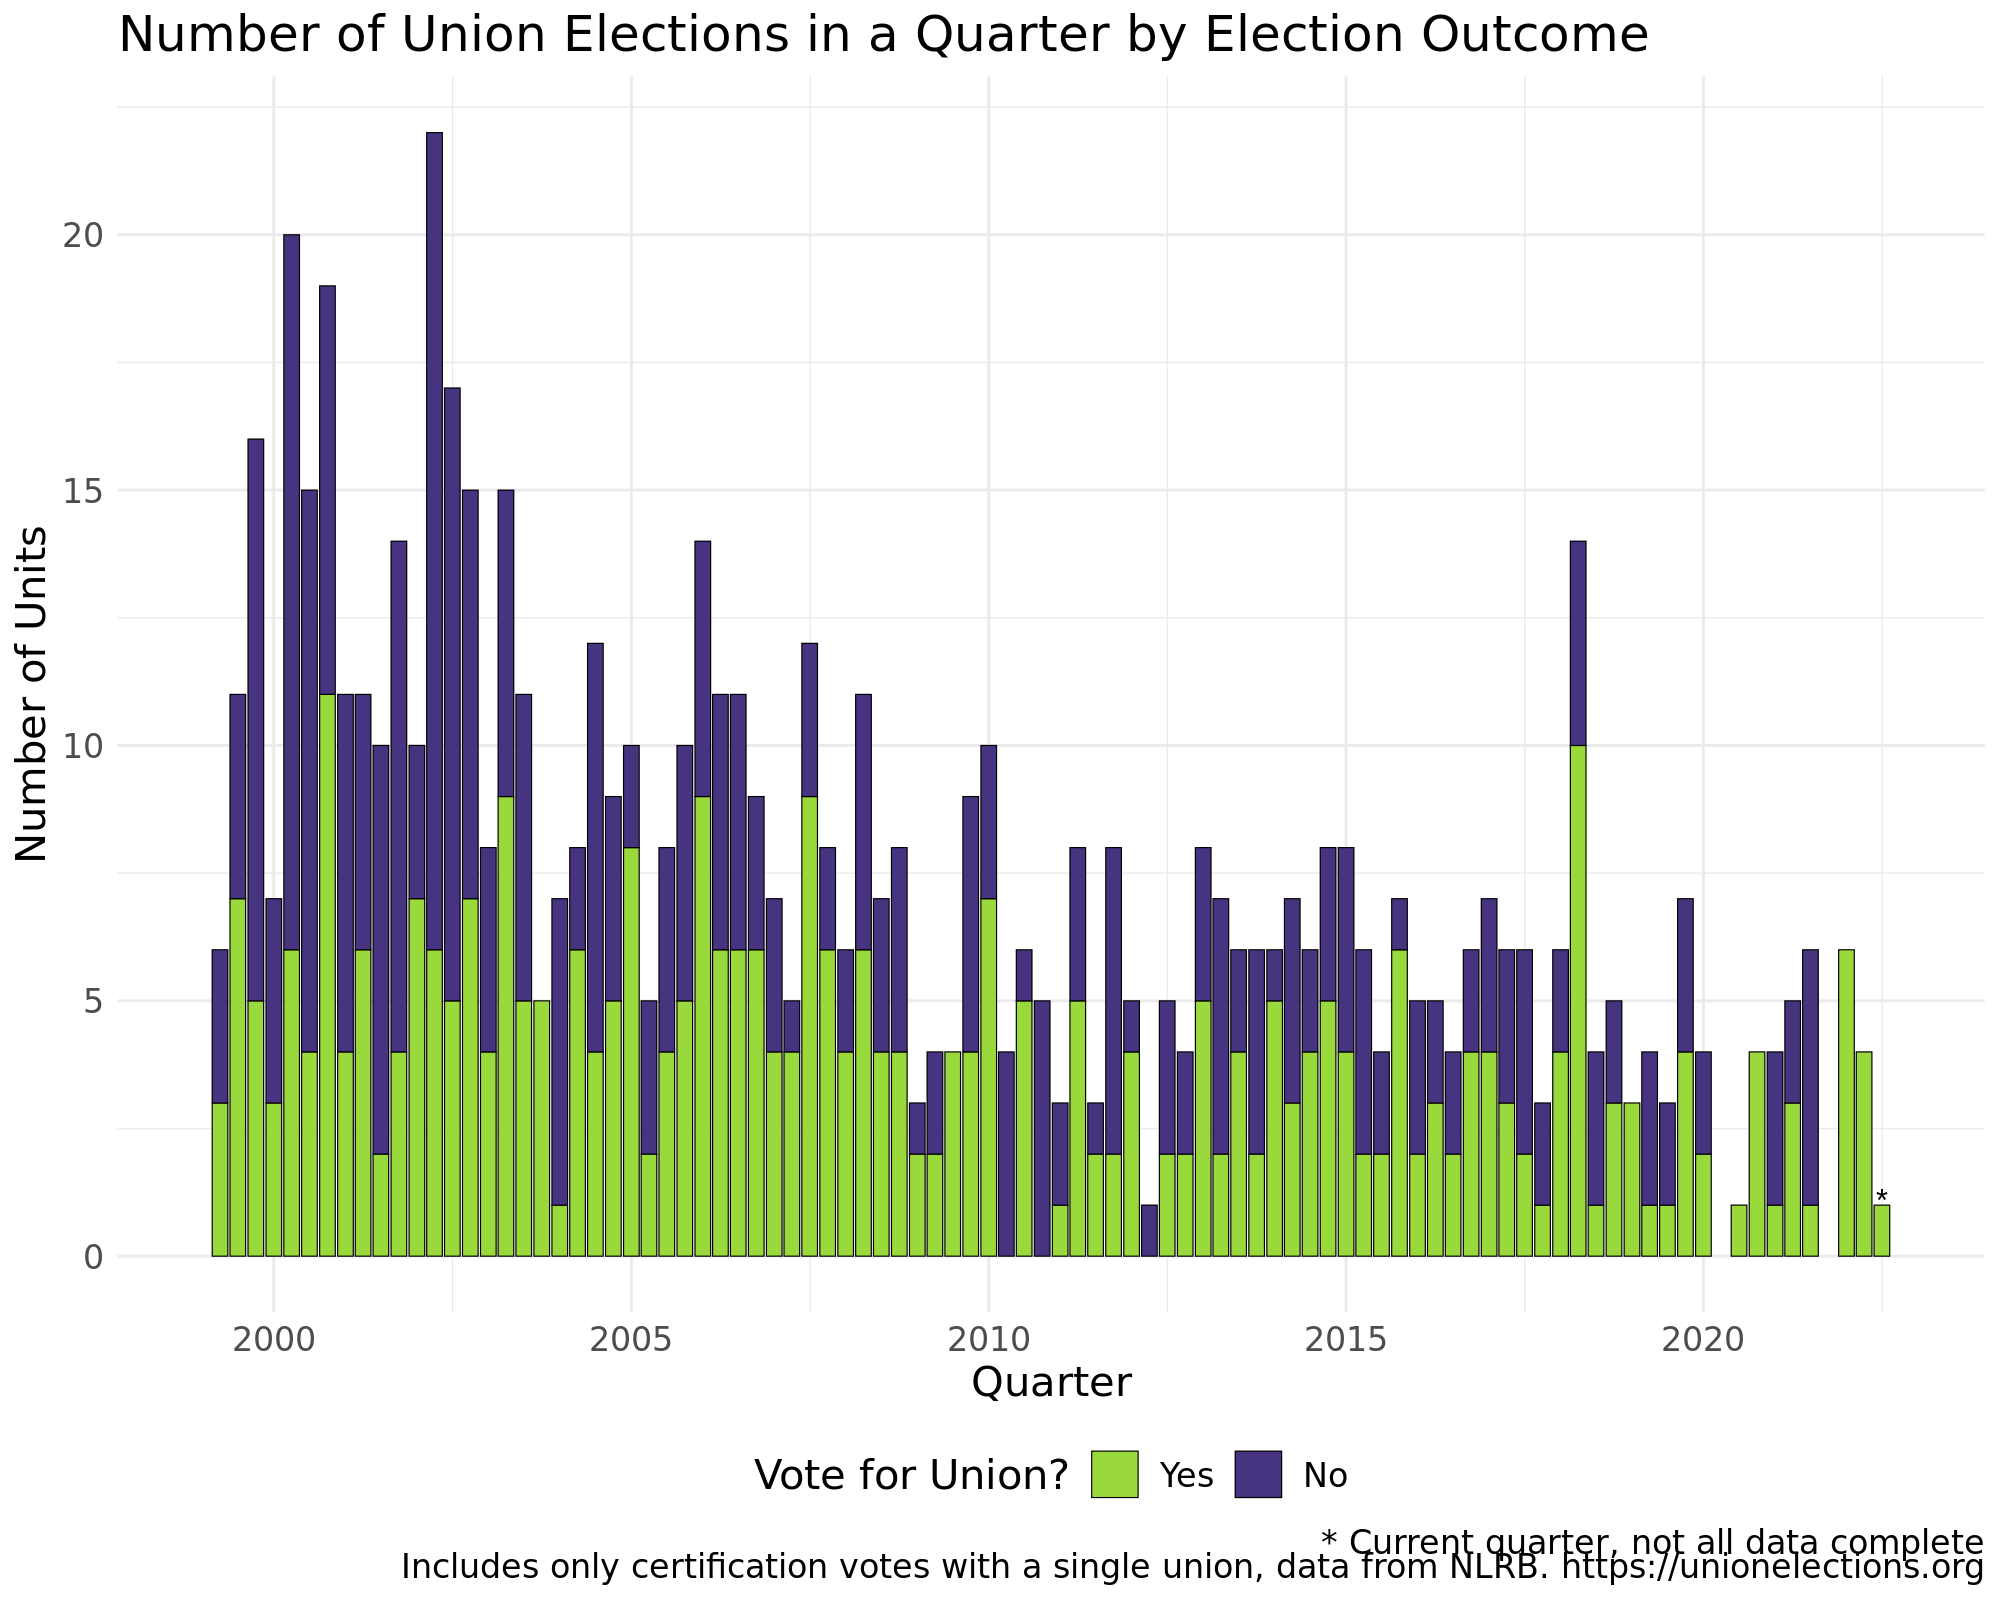 Number of Union Elections in a Quarter by Election Outcome
Number of Units
20
15
10
5
0
*
2000 2005 2010 2015 2020
Quarter
Vote for Union? Yes No
* Current quarter, not all data complete
Includes only certification votes with a single union, data from NLRB. https://unionelections.org